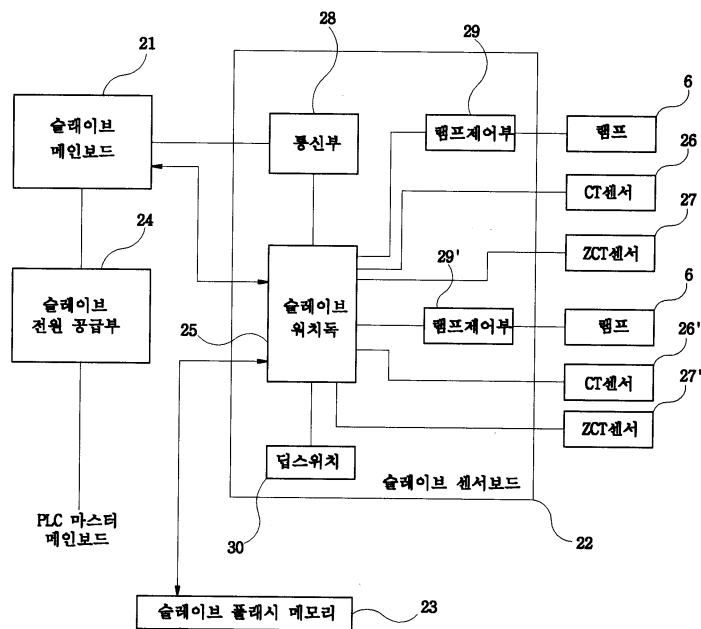 21
28
29
6
슬레이브
메인보드
통신부
램프제어부
램프
26
CT센서
27
24
ZCT센서
29'
슬레이브
전원 공급부
25
슬레이브
위치독
6
램프제어부
램프
26'
CT센서
27'
ZCT센서
딥스위치
슬레이브 센서보드
PLC 마스터
메인보드
30
22
슬레이브 플래시 메모리
23